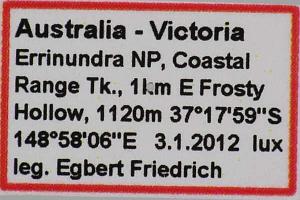 Australia - Victoria
Errinundra NP, Coastal
Range Tk., 1km E Frosty
Hollow, 1120m 37°17'59"S
148°58'06"E 3.1.2012 lux
leg. Egbert Friedrich